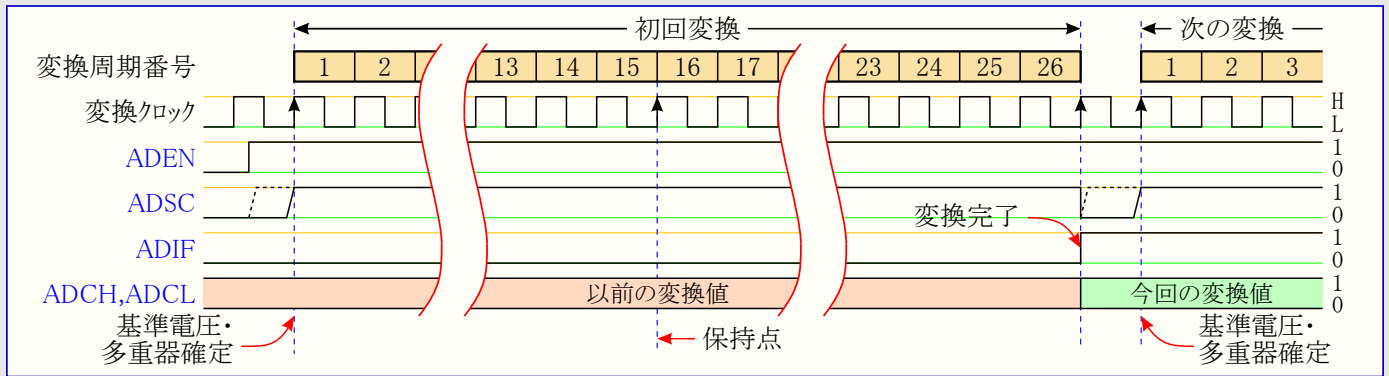 初回変換
次の変換
変換周期番号 1 2 13 14 15 16 17 23 24 25 26 1 2 3
変換クロック H L
ADEN 1 0
ADSC 1 0
変換完了
ADIF 1 0
ADCH,ADCL 以前の変換値 今回の変換値 1 0
基準電圧・
多重器確定
保持点
基準電圧・
多重器確定